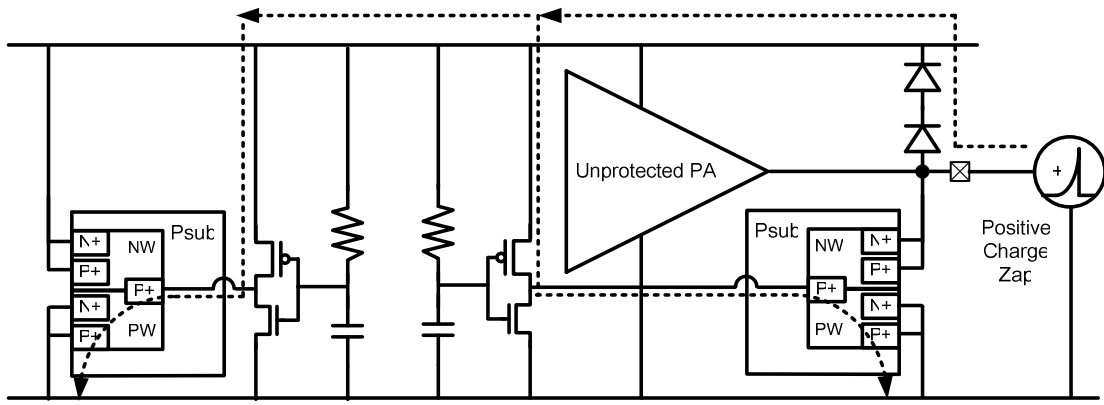 Psub
N+
NW
P+
P+
N+
PW
P+
Unprotected PA
Psub
N+
NW
P+
P+
N+
PW
P+
+
Positive
Charge
Zap